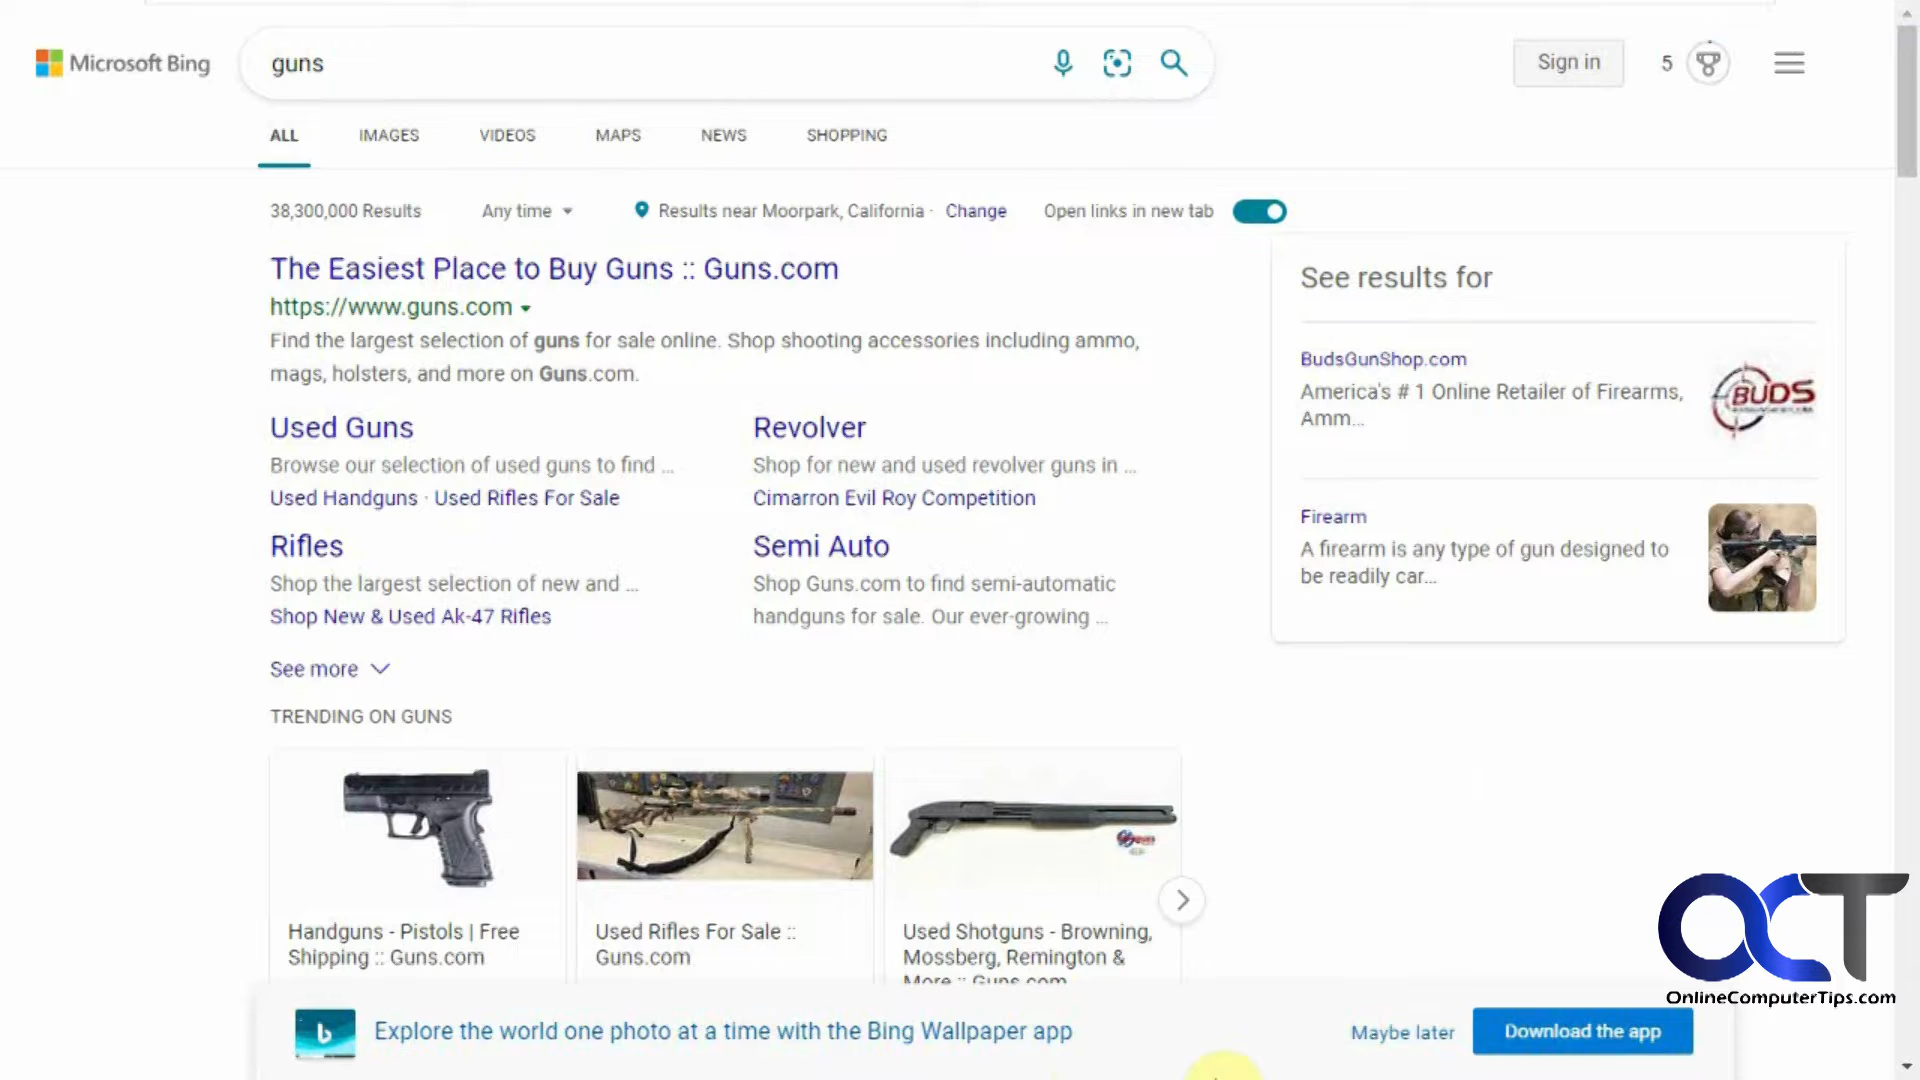 Microsoft Bing
guns
Sign in
5
ALL IMAGES VIDEOS MAPS NEWS SHOPPING
38,300,000 Results Any time Results near Moorpark, California · Change Open links in new tab
The Easiest Place to Buy Guns :: Guns.com
https://www.guns.com
Find the largest selection of guns for sale online. Shop shooting accessories including ammo,
mags, holsters, and more on Guns.com.
Used Guns
Browse our selection of used guns to find ...
Used Handguns · Used Rifles For Sale
Revolver
Shop for new and used revolver guns in ...
Cimarron Evil Roy Competition
Rifles
Shop the largest selection of new and ...
Shop New & Used Ak-47 Rifles
Semi Auto
Shop Guns.com to find semi-automatic
handguns for sale. Our ever-growing ...
See more
See results for
BudsGunShop.com
America's # 1 Online Retailer of Firearms,
Amm...
BUDS
Firearm
A firearm is any type of gun designed to
be readily car...
TRENDING ON GUNS
Handguns - Pistols | Free
Shipping :: Guns.com
Used Rifles For Sale ::
Guns.com
Used Shotguns - Browning,
Mossberg, Remington &
More :: Guns.com
OCT
OnlineComputerTips.com
b
Explore the world one photo at a time with the Bing Wallpaper app
Maybe later
Download the app